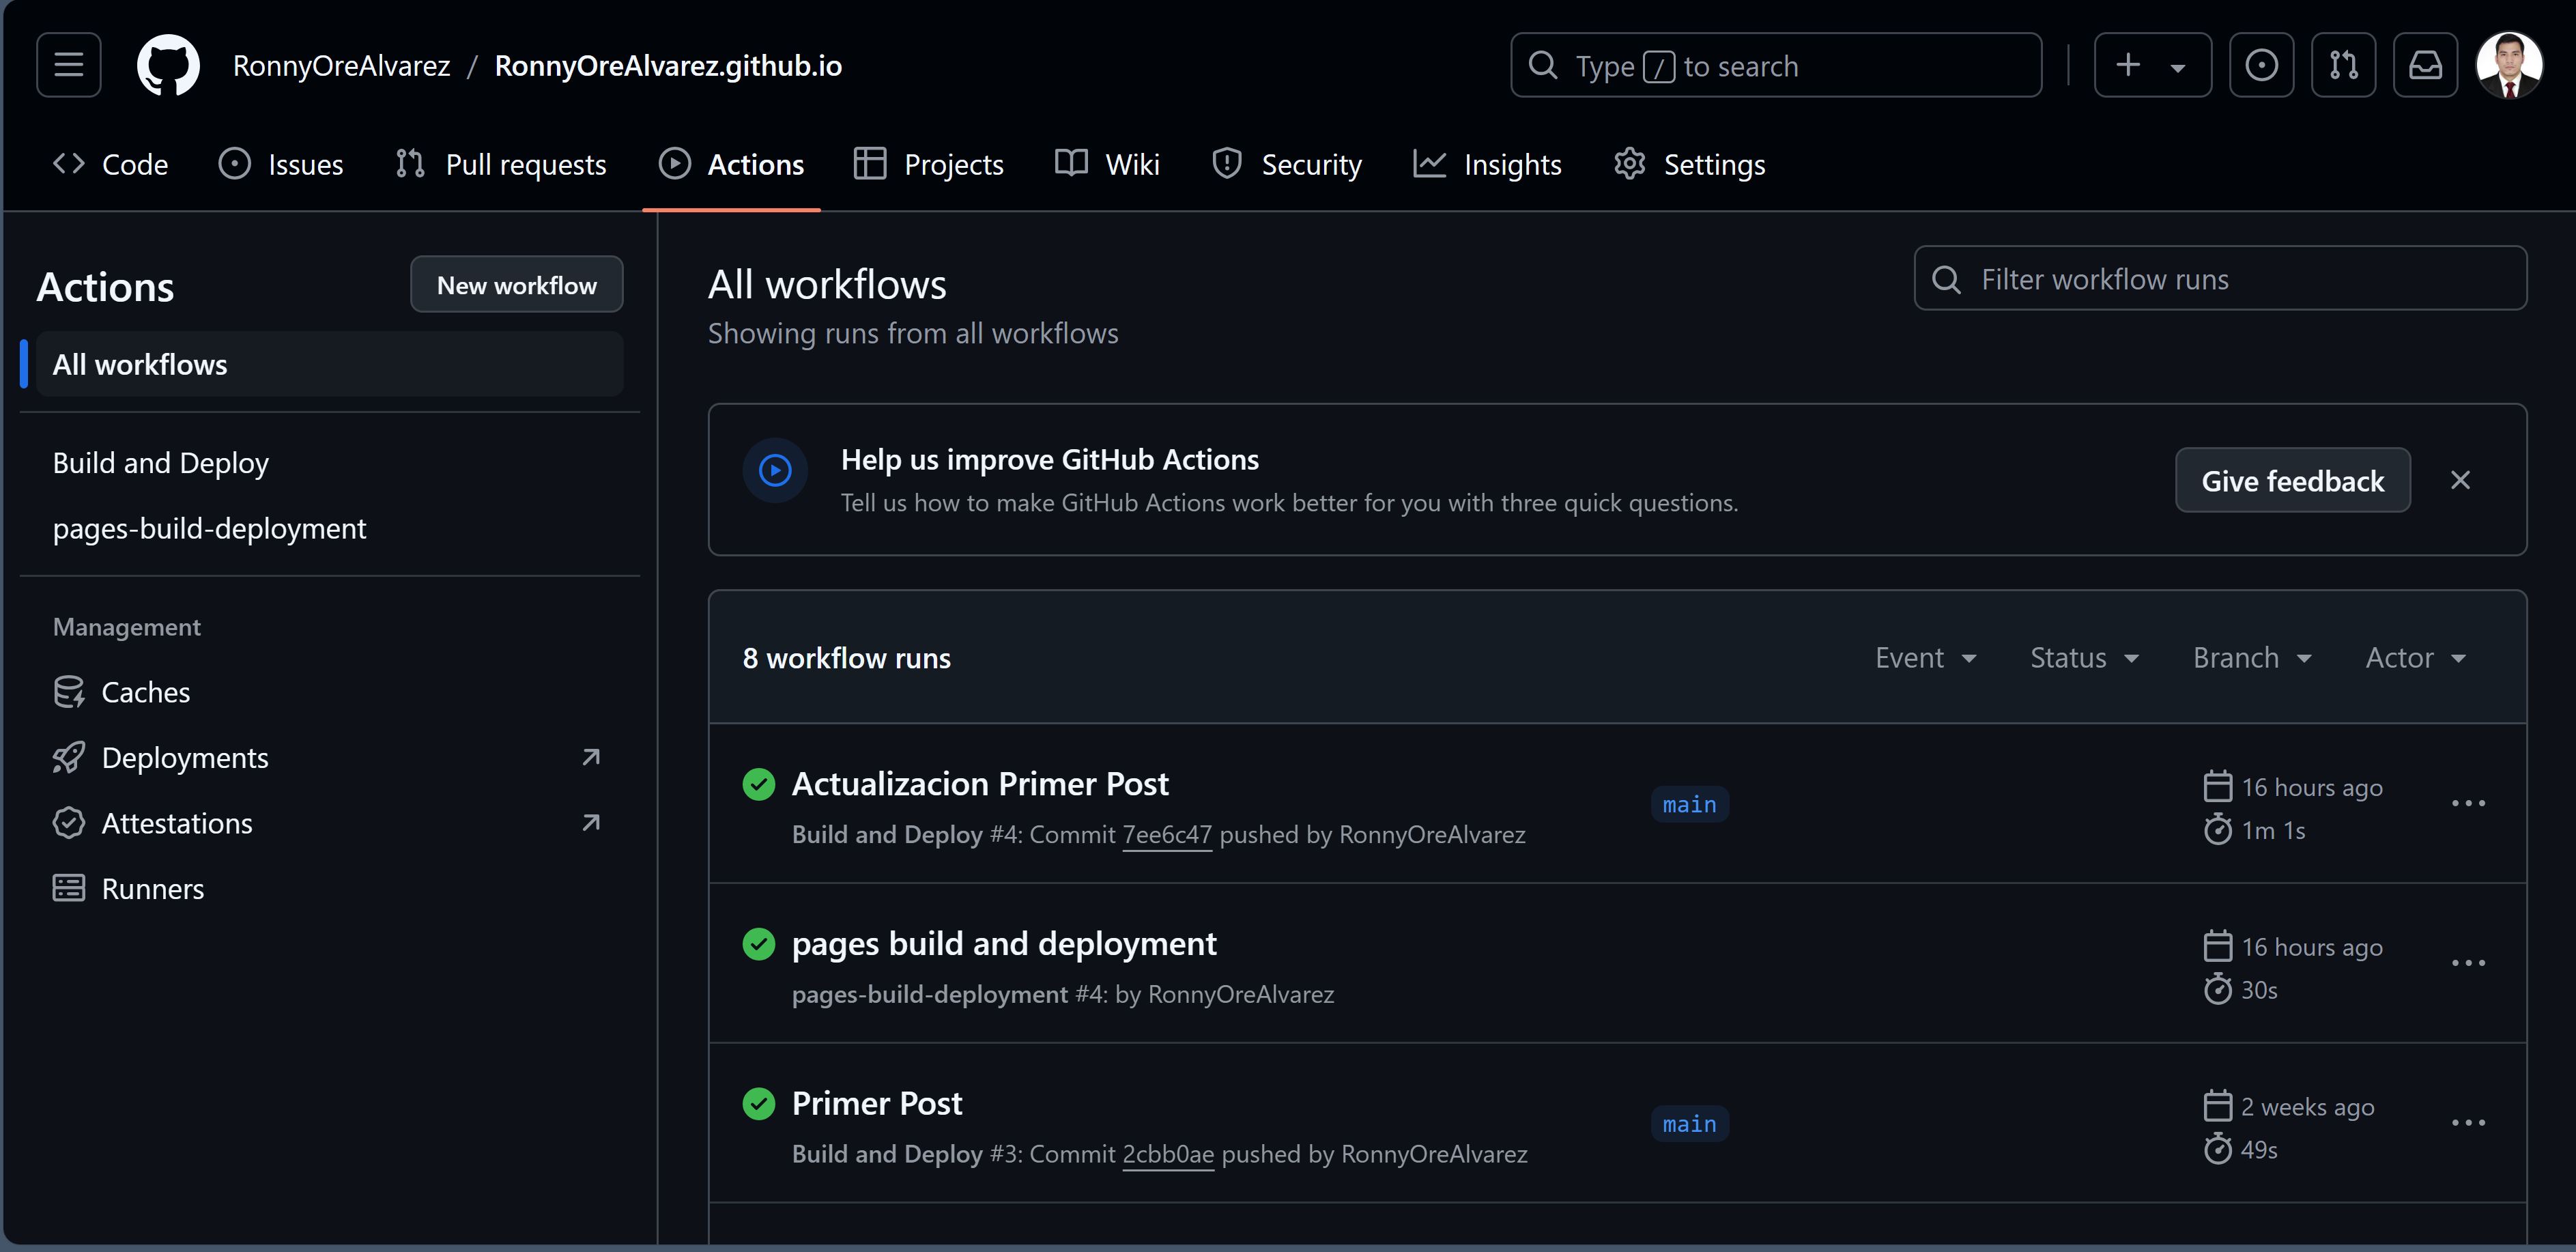 RonnyOreAlvarez / RonnyOreAlvarez.github.io
Type / to search
Code Issues Pull requests Actions Projects Wiki Security Insights Settings
Actions
New workflow
All workflows
Build and Deploy
pages-build-deployment
Management
Caches
Deployments
Attestations
Runners
All workflows
Showing runs from all workflows
Filter workflow runs
Help us improve GitHub Actions
Tell us how to make GitHub Actions work better for you with three quick questions.
Give feedback
8 workflow runs
Event Status Branch Actor
Actualizacion Primer Post
Build and Deploy #4: Commit 7ee6c47 pushed by RonnyOreAlvarez
main
16 hours ago
1m 1s
pages build and deployment
pages-build-deployment #4: by RonnyOreAlvarez
16 hours ago
30s
Primer Post
Build and Deploy #3: Commit 2cbb0ae pushed by RonnyOreAlvarez
main
2 weeks ago
49s